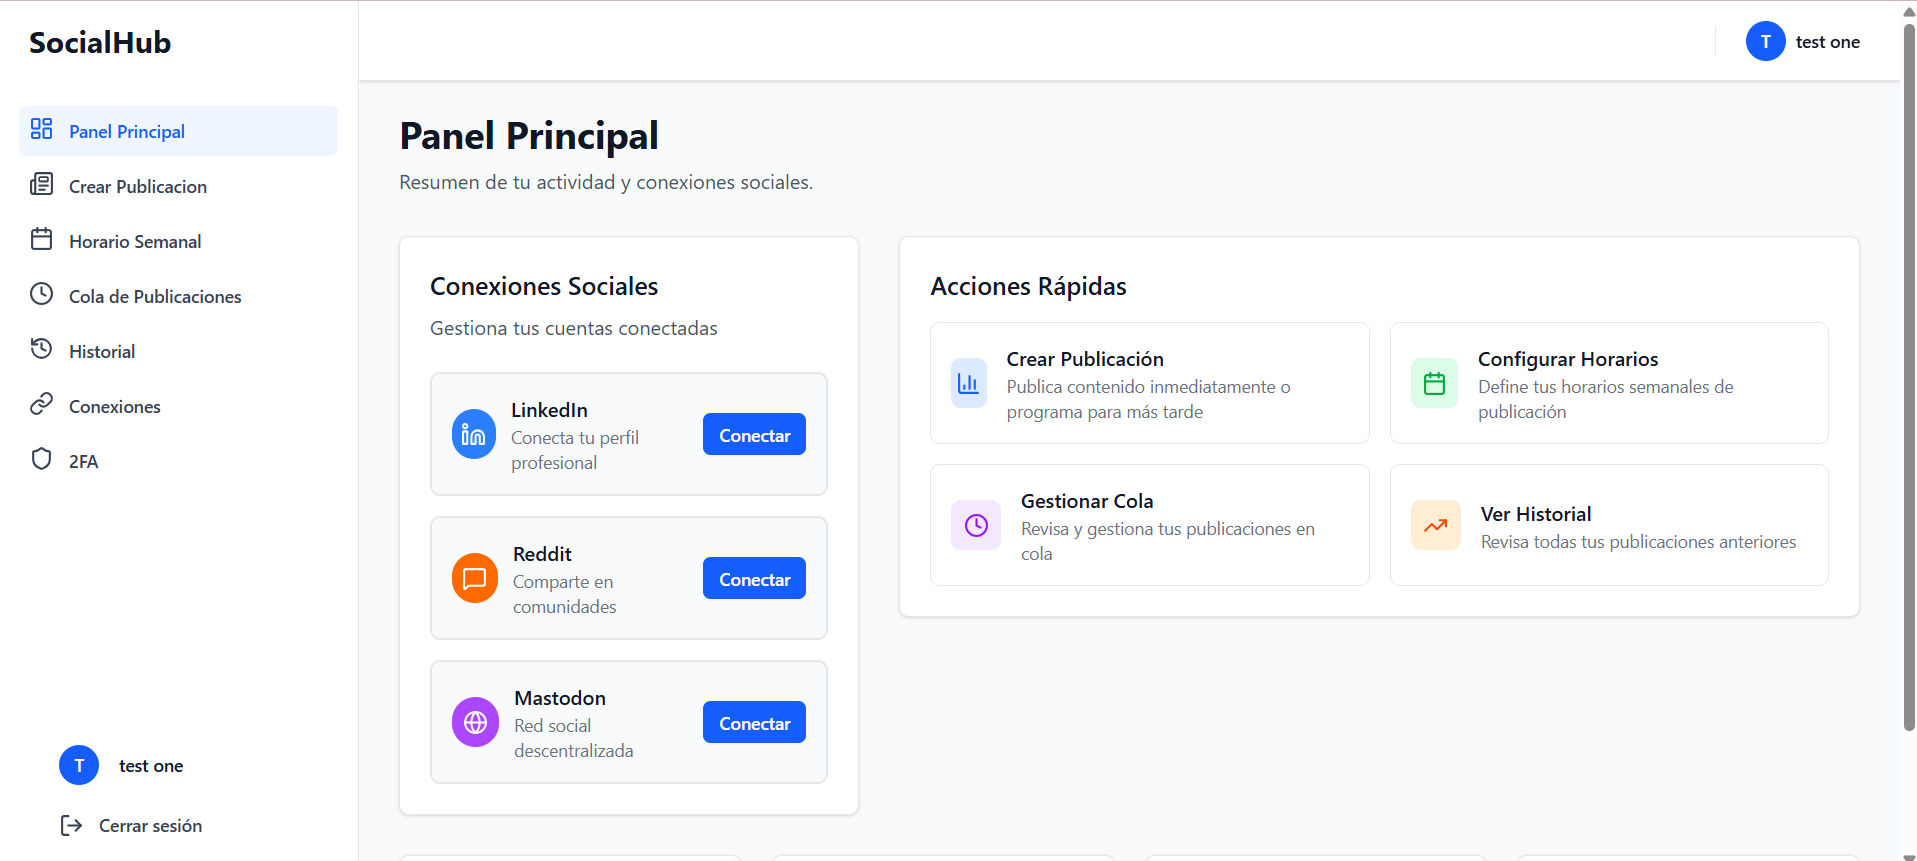 SocialHub
Panel Principal
Crear Publicacion
Horario Semanal
Cola de Publicaciones
Historial
Conexiones
2FA
T test one
Cerrar sesión
T test one
Panel Principal
Resumen de tu actividad y conexiones sociales.
Conexiones Sociales
Gestiona tus cuentas conectadas
LinkedIn
Conecta tu perfil
profesional
Conectar
Reddit
Comparte en
comunidades
Conectar
Mastodon
Red social
descentralizada
Conectar
Acciones Rápidas
Crear Publicación
Publica contenido inmediatamente o
programa para más tarde
Configurar Horarios
Define tus horarios semanales de
publicación
Gestionar Cola
Revisa y gestiona tus publicaciones en
cola
Ver Historial
Revisa todas tus publicaciones anteriores